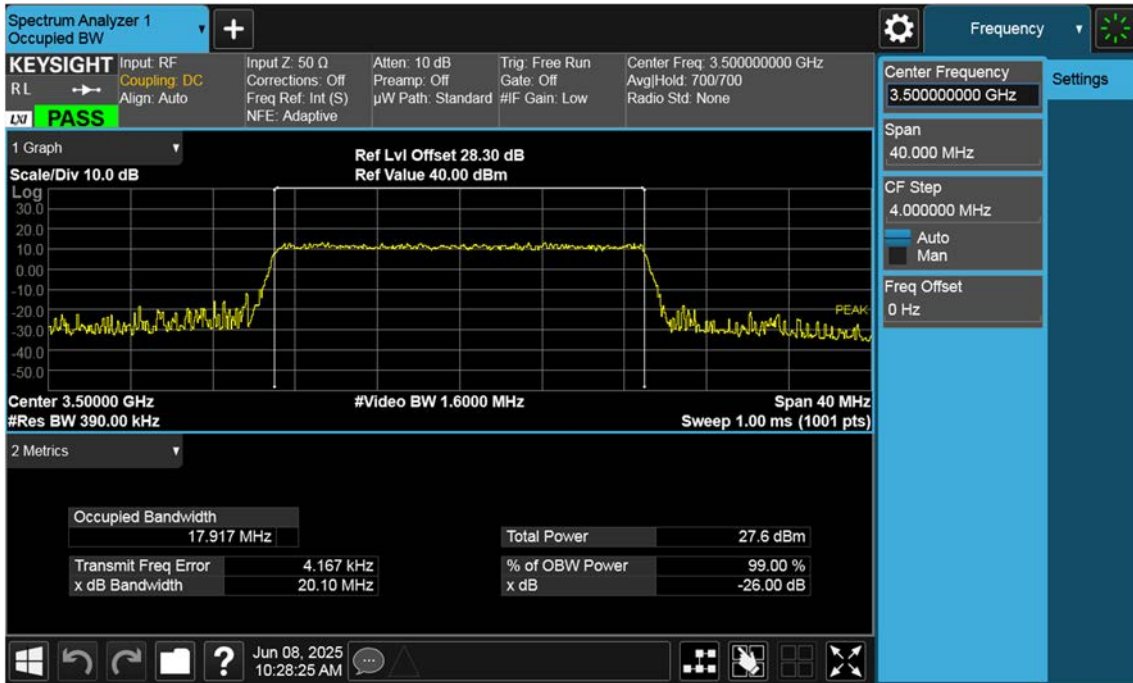 Spectrum Analyzer 1
Occupied BW
+
Frequency
KEYSIGHT
R L
LXI PASS
Input: RF
Coupling: DC
Align: Auto
Input Z: 50 Ω
Corrections: Off
Freq Ref: Int (S)
NFE: Adaptive
Atten: 10 dB
Preamp: Off
µW Path: Standard
Trig: Free Run
Gate: Off
#IF Gain: Low
Center Freq: 3.500000000 GHz
Avg|Hold: 700/700
Radio Std: None
Center Frequency
3.500000000 GHz
Settings
Span
40.000 MHz
CF Step
4.000000 MHz
Auto
Man
Freq Offset
0 Hz
1 Graph
Scale/Div 10.0 dB
Ref Lvl Offset 28.30 dB
Ref Value 40.00 dBm
Log
30.0
20.0
10.0
0.00
-10.0
-20.0
-30.0
-40.0
-50.0
PEAK
Center 3.50000 GHz
#Video BW 1.6000 MHz
Span 40 MHz
#Res BW 390.00 kHz
Sweep 1.00 ms (1001 pts)
2 Metrics
Occupied Bandwidth
17.917 MHz
Total Power 27.6 dBm
Transmit Freq Error 4.167 kHz
% of OBW Power 99.00 %
x dB Bandwidth 20.10 MHz
x dB -26.00 dB
?
Jun 08, 2025
10:28:25 AM